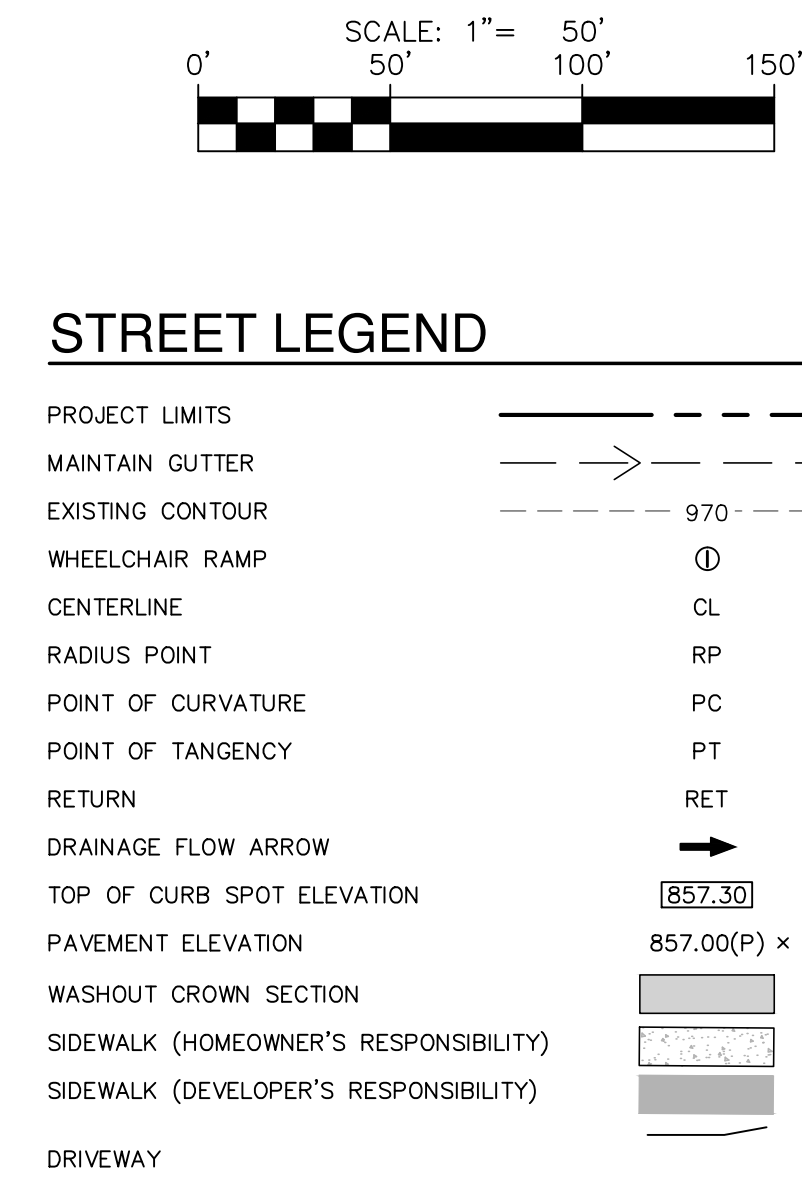 SCALE: 1"= 50'
0' 50' 100' 150'
STREET LEGEND
PROJECT LIMITS
MAINTAIN GUTTER
EXISTING CONTOUR 970
WHEELCHAIR RAMP
CENTERLINE CL
RADIUS POINT RP
POINT OF CURVATURE PC
POINT OF TANGENCY PT
RETURN RET
DRAINAGE FLOW ARROW
TOP OF CURB SPOT ELEVATION 857.30
PAVEMENT ELEVATION 857.00(P) ×
WASHOUT CROWN SECTION
SIDEWALK (HOMEOWNER'S RESPONSIBILITY)
SIDEWALK (DEVELOPER'S RESPONSIBILITY)
DRIVEWAY